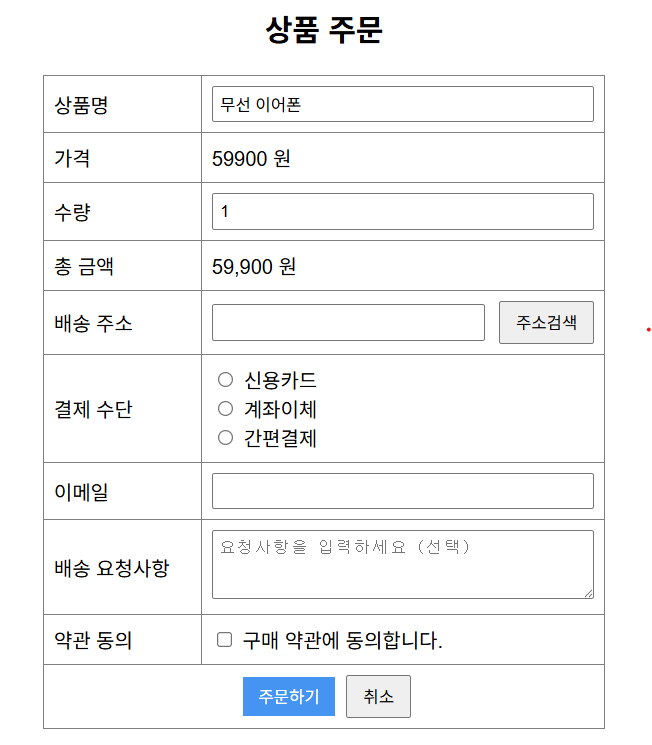 상품 주문
상품명 무선 이어폰
가격 59900 원
수량 1
총 금액 59,900 원
배송 주소 주소검색
결제 수단 신용카드
계좌이체
간편결제
이메일
배송 요청사항 요청사항을 입력하세요 (선택)
약관 동의 구매 약관에 동의합니다.
주문하기 취소